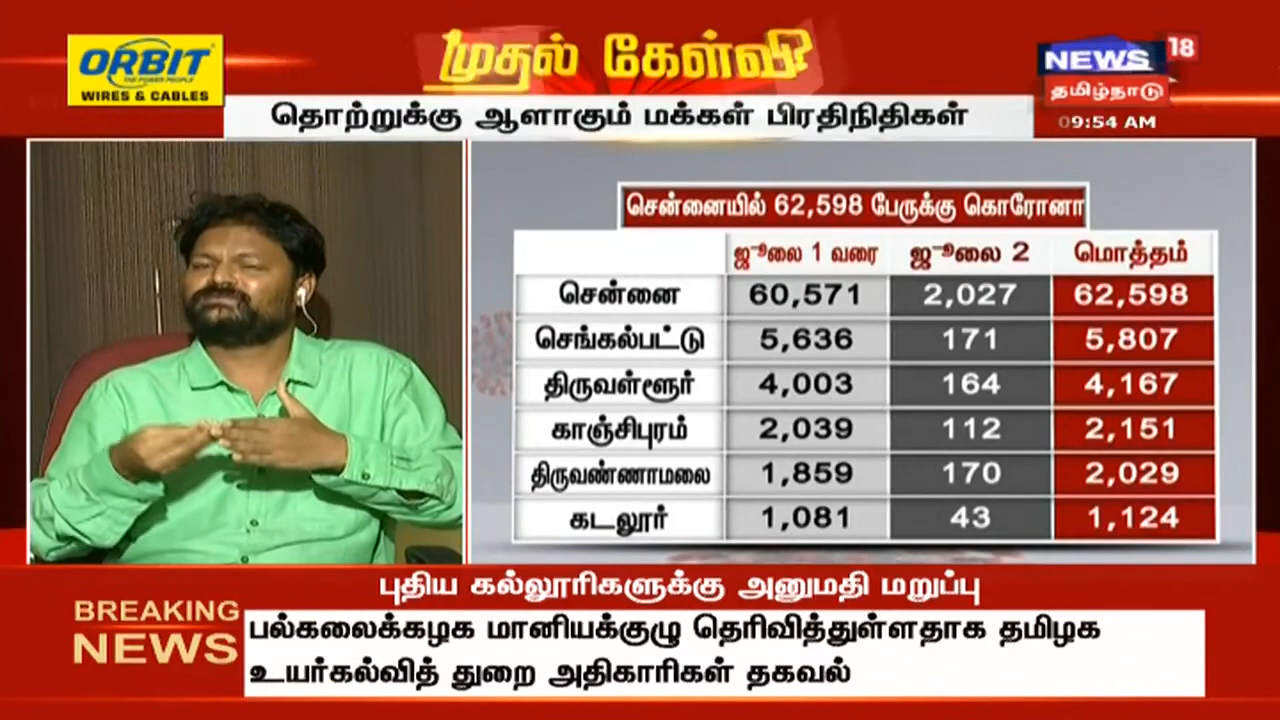 ORBIT
THE POWER PEOPLE
WIRES & CABLES
முதல் கேள்வி?
NEWS 18
தமிழ்நாடு
09:54 AM
தொற்றுக்கு ஆளாகும் மக்கள் பிரதிநிதிகள்
சென்னையில் 62,598 பேருக்கு கொரோனா
ஜூலை 1 வரை ஜூலை 2 மொத்தம்
சென்னை 60,571 2,027 62,598
செங்கல்பட்டு 5,636 171 5,807
திருவள்ளூர் 4,003 164 4,167
காஞ்சிபுரம் 2,039 112 2,151
திருவண்ணாமலை 1,859 170 2,029
கடலூர் 1,081 43 1,124
புதிய கல்லூரிகளுக்கு அனுமதி மறுப்பு
BREAKING
NEWS
பல்கலைக்கழக மானியக்குழு தெரிவித்துள்ளதாக தமிழக
உயர்கல்வித் துறை அதிகாரிகள் தகவல்